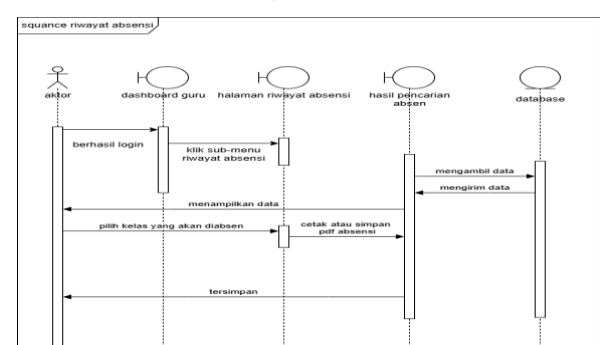 squance riwayat absensi
aktor
dashboard guru
halaman riwayat absensi
hasil pencarian
absen
database
berhasil login
klik sub-menu
riwayat absensi
mengambil data
mengirim data
menampilkan data
pilih kelas yang akan diabsen
cetak atau simpan
pdf absensi
tersimpan